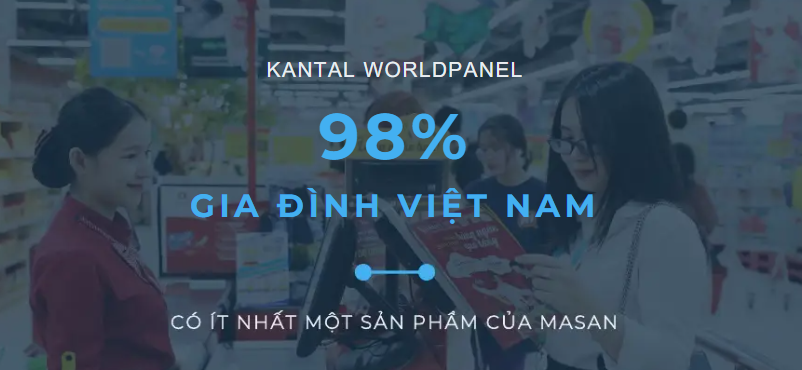 KANTAL WORLDPANEL
98%
GIA ĐÌNH VIỆT NAM
CÓ ÍT NHẤT MỘT SẢN PHẨM CỦA MASAN